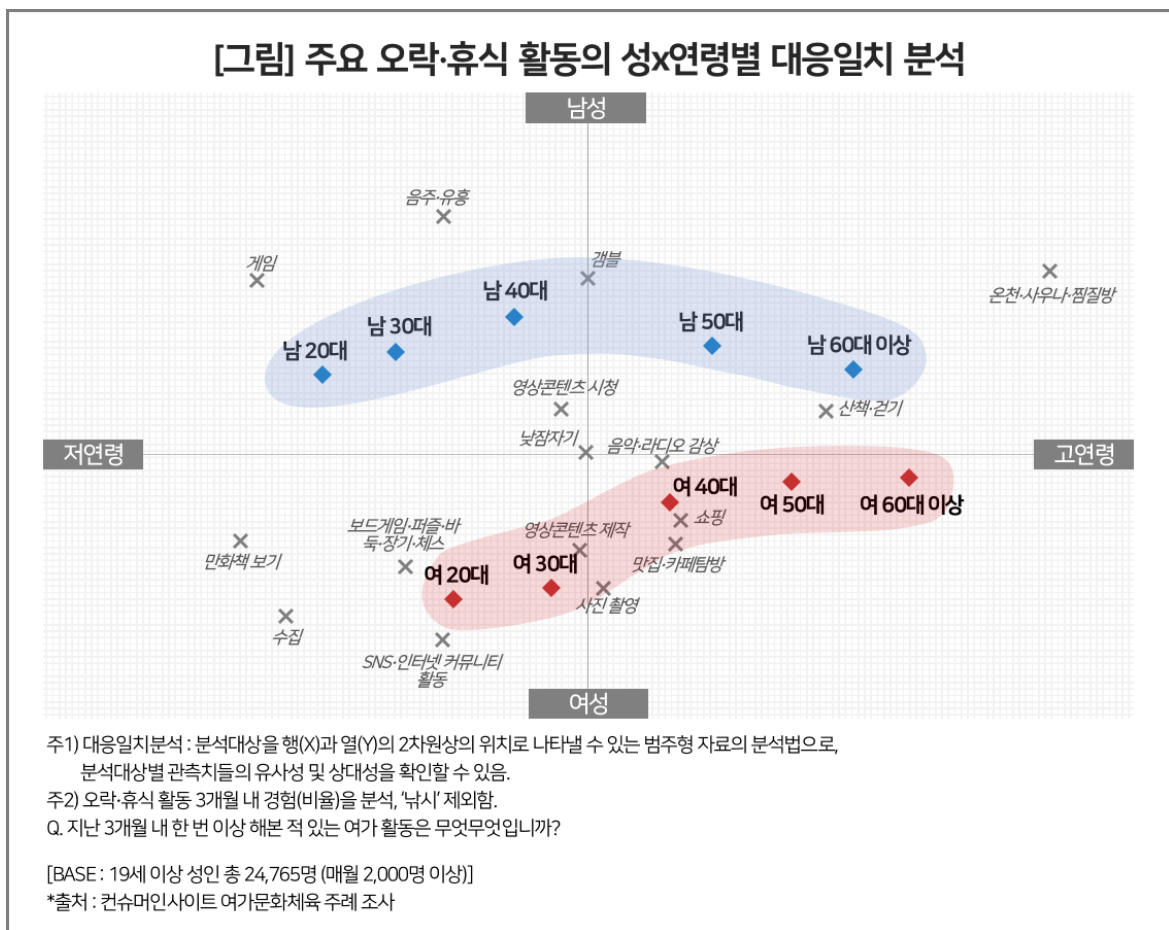 [그림] 주요 오락·휴식 활동의 성x연령별 대응일치 분석
남성
음주·유흥
게임
갬블
온천·사우나·찜질방
남 40대
남 30대
남 50대
남 20대
남 60대 이상
영상콘텐츠 시청
산책·걷기
낮잠자기
음악·라디오 감상
저연령
고연령
여 40대
여 50대
여 60대 이상
쇼핑
보드게임·퍼즐·바
둑·장기·체스
영상콘텐츠 제작
맛집·카페탐방
만화책 보기
여 20대
여 30대
사진 촬영
수집
SNS·인터넷 커뮤니티
활동
여성
주1) 대응일치분석 : 분석대상을 행(X)과 열(Y)의 2차원상의 위치로 나타낼 수 있는 범주형 자료의 분석법으로,
분석대상별 관측치들의 유사성 및 상대성을 확인할 수 있음.
주2) 오락·휴식 활동 3개월 내 경험(비율)을 분석, ‘낚시’ 제외함.
Q. 지난 3개월 내 한 번 이상 해본 적 있는 여가 활동은 무엇무엇입니까?
[BASE : 19세 이상 성인 총 24,765명 (매월 2,000명 이상)]
*출처 : 컨슈머인사이트 여가문화체육 주례 조사